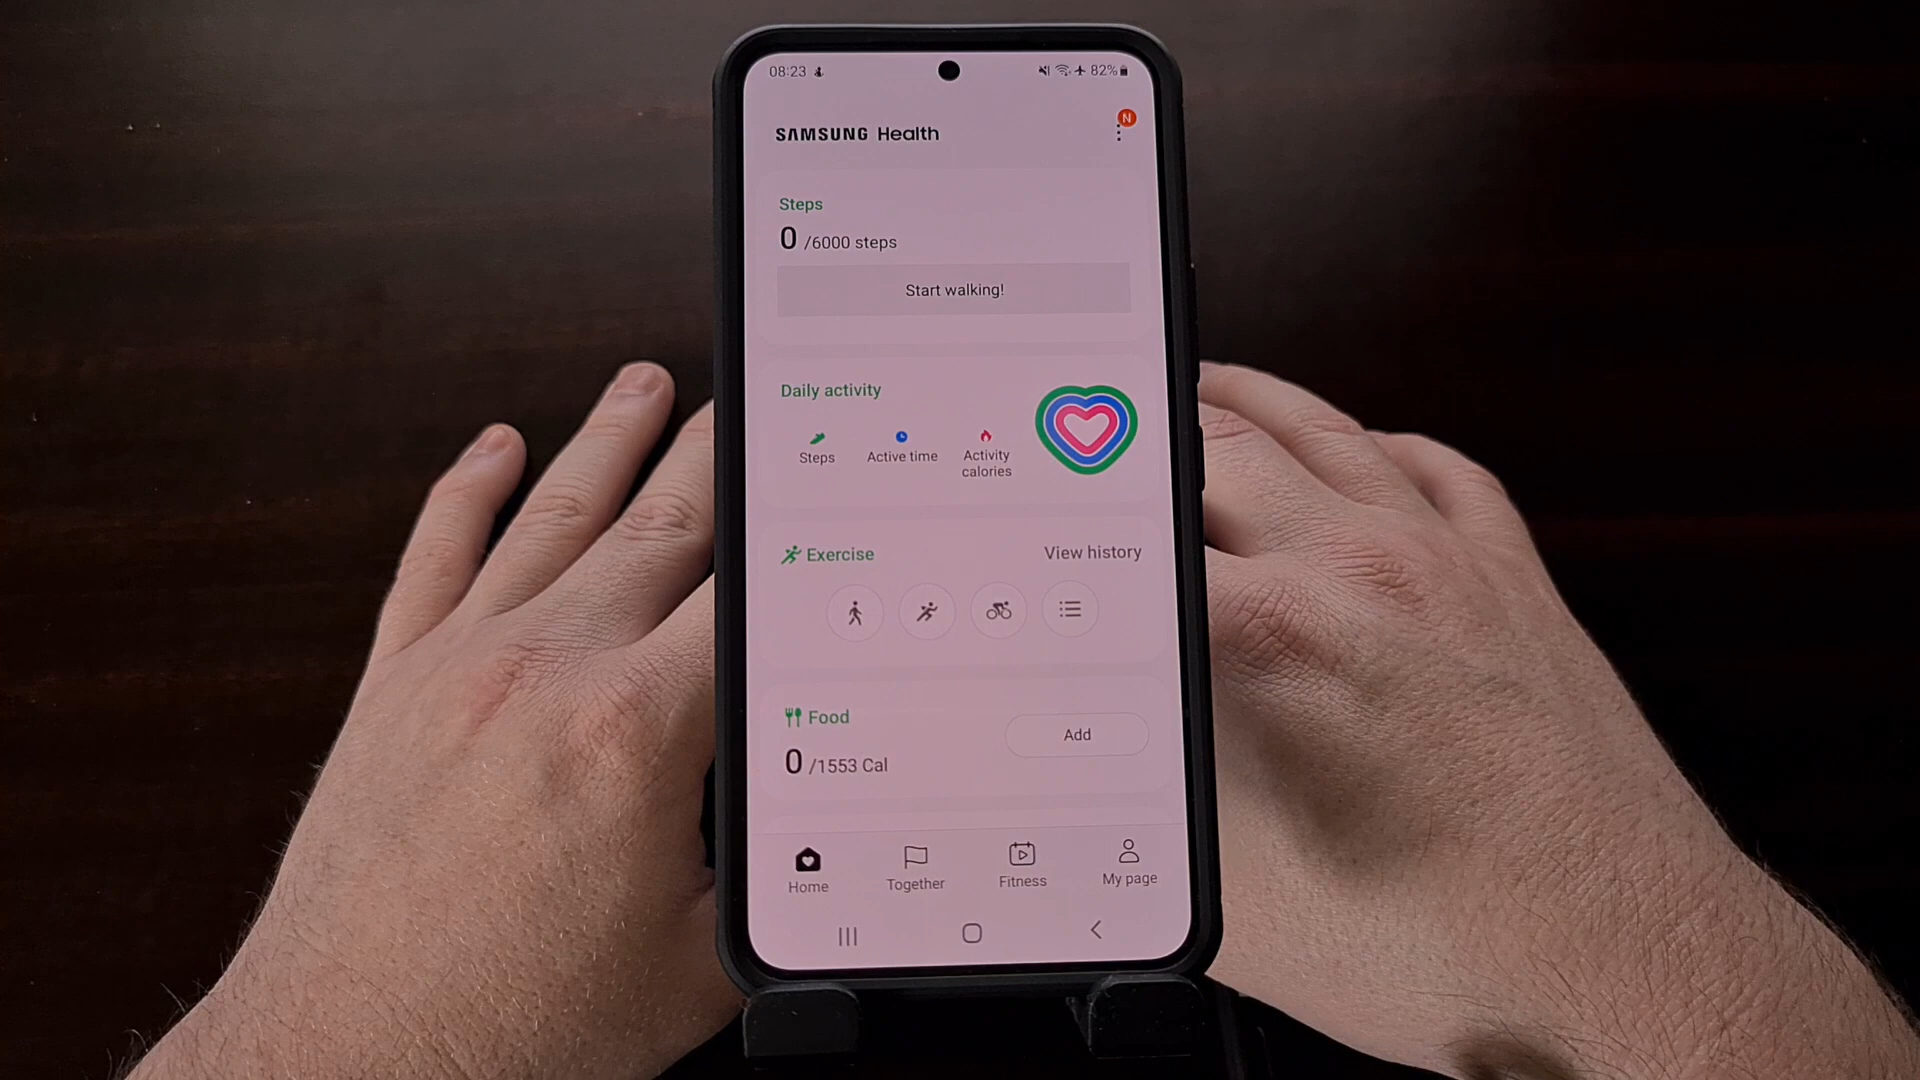 08:23 82%
N
SAMSUNG Health
Steps
0 /6000 steps
Start walking!
Daily activity
Steps Active time Activity
calories
Exercise View history
Food
Add
0 /1553 Cal
Home Together Fitness My page